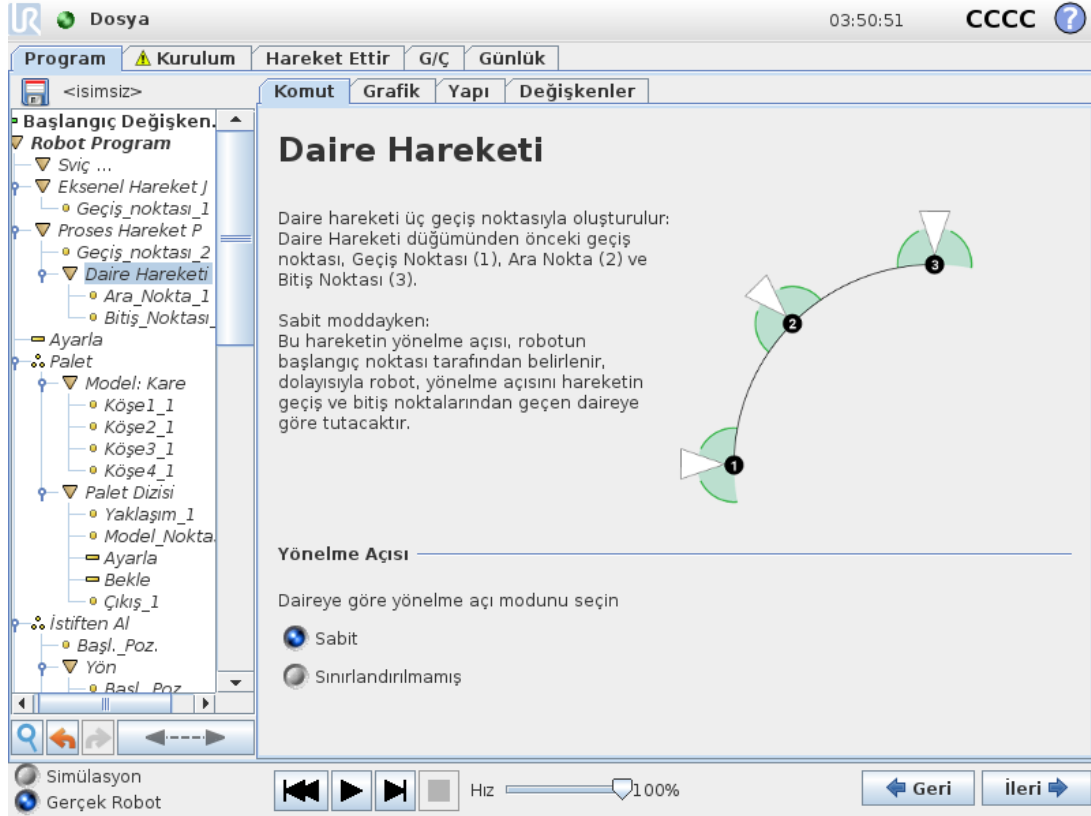 UR Dosya 03:50:51 CCCC ?
Program Kurulum Hareket Ettir G/Ç Günlük
<isimsiz> Komut Grafik Yapı Değişkenler
Başlangıç Değişken.
Robot Program
Sviç ...
Eksenel Hareket J
Geçiş_noktası_1
Proses Hareket P
Geçiş_noktası_2
Daire Hareketi
Ara_Nokta_1
Bitiş_Noktası_
Ayarla
Palet
Model: Kare
Köşe1_1
Köşe2_1
Köşe3_1
Köşe4_1
Palet Dizisi
Yaklaşım_1
Model_Nokta
Ayarla
Bekle
Çıkış_1
İstiften Al
Başl._Poz.
Yön
Başl._Poz
Daire Hareketi
Daire hareketi üç geçiş noktasıyla oluşturulur:
Daire Hareketi düğümünden önceki geçiş
noktası, Geçiş Noktası (1), Ara Nokta (2) ve
Bitiş Noktası (3).
Sabit moddayken:
Bu hareketin yönelme açısı, robotun
başlangıç noktası tarafından belirlenir,
dolayısıyla robot, yönelme açısını hareketin
geçiş ve bitiş noktalarından geçen daireye
göre tutacaktır.
3
2
1
Yönelme Açısı
Daireye göre yönelme açı modunu seçin
Sabit
Sınırlandırılmamış
Simülasyon
Gerçek Robot
Hız 100% Geri İleri